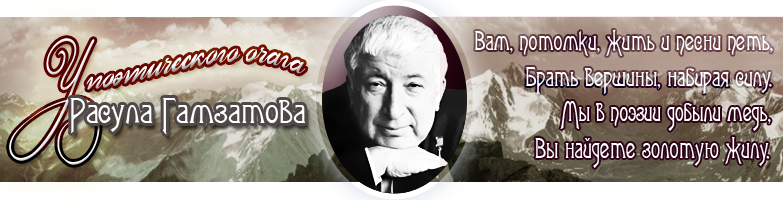 У поэтического очага
Расула Гамзатова
Вам, потомки, жить и песни петь,
Брать вершины, набирая силу.
Мы в поэзии добыли медь,
Вы найдете золотую жилу.